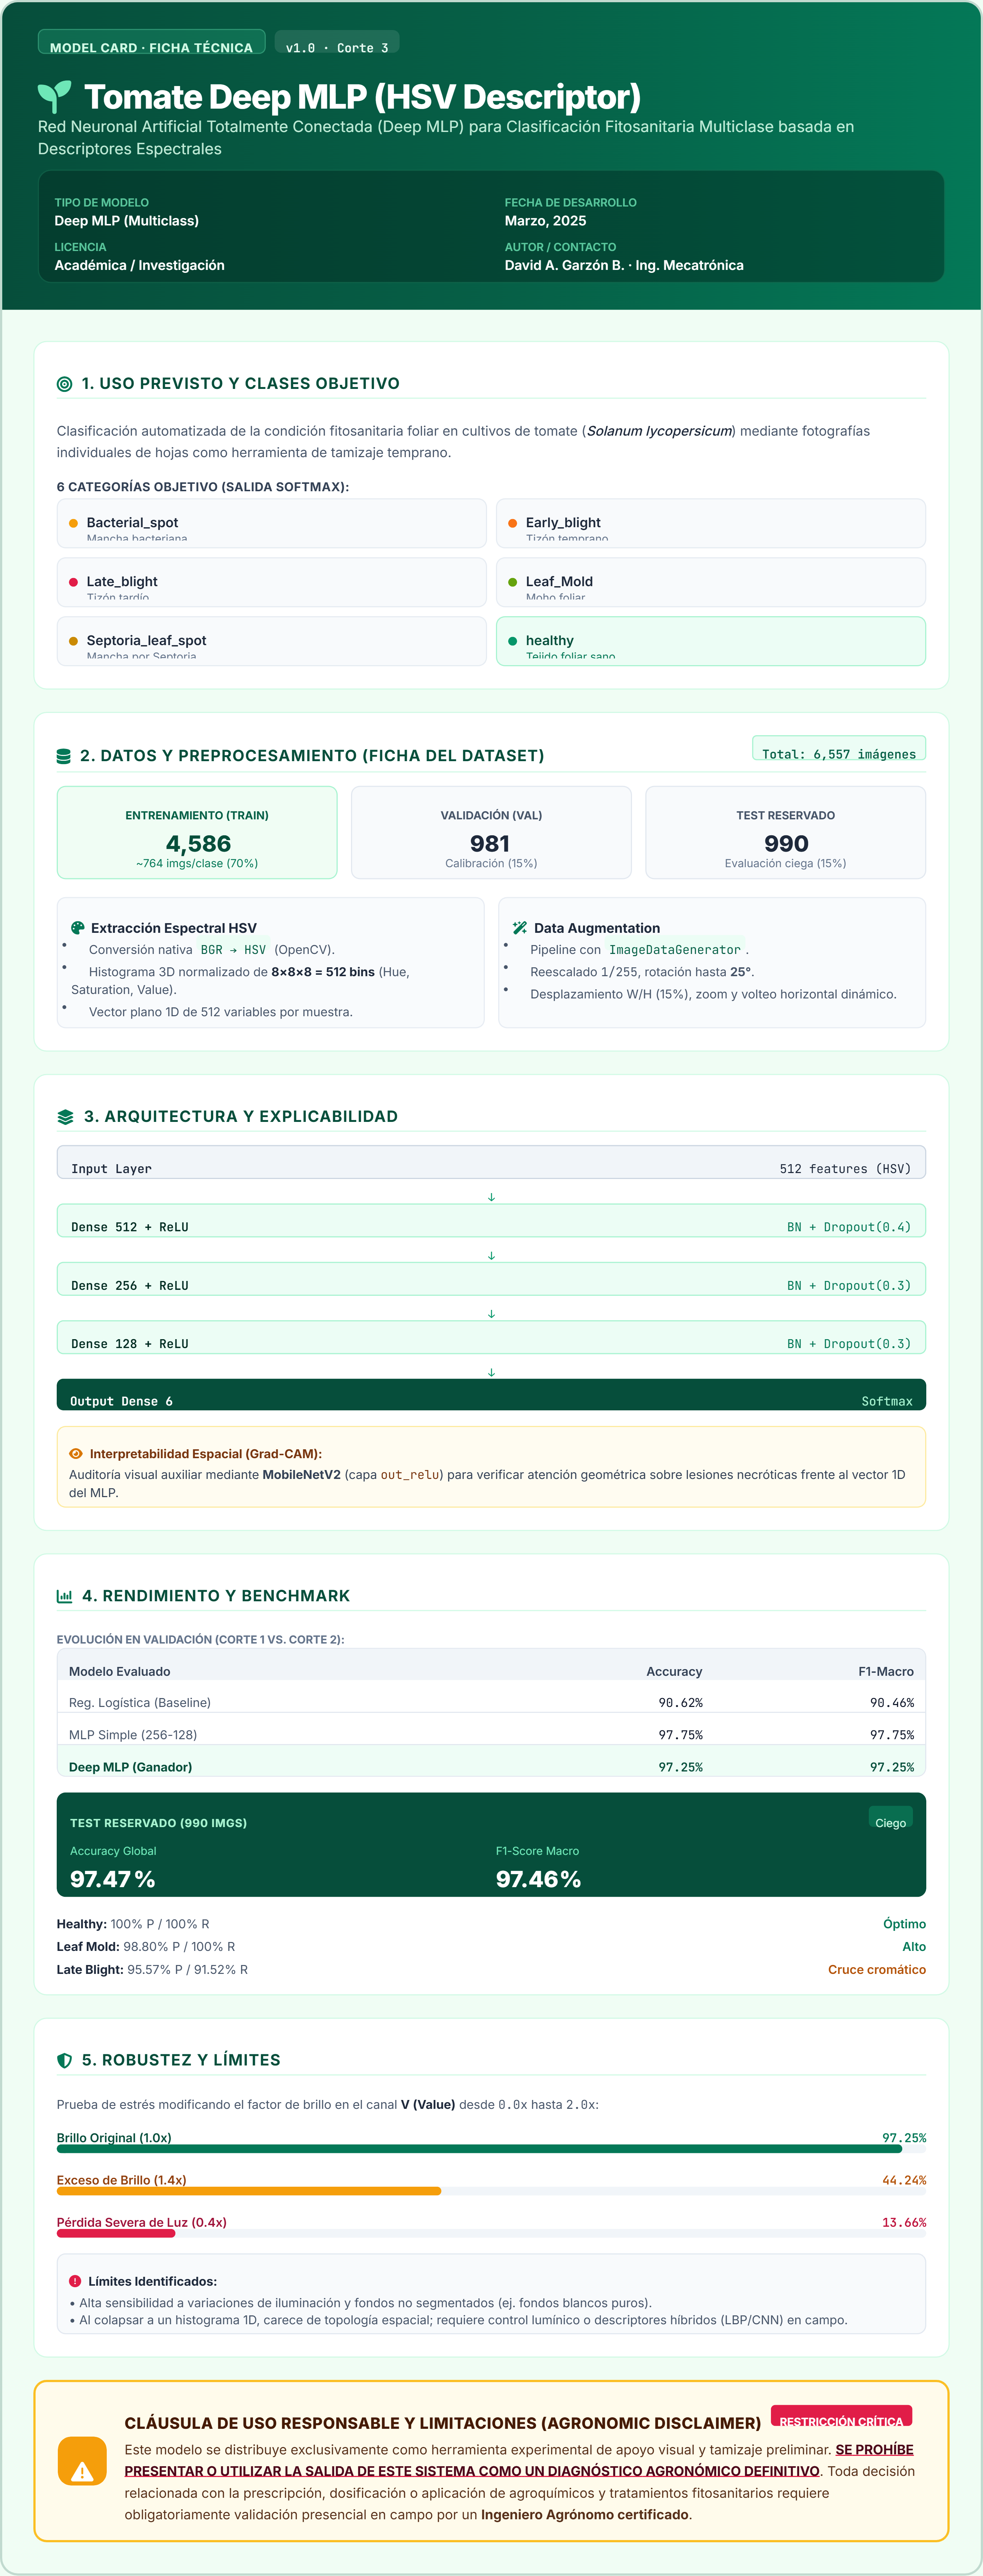 MODEL CARD · FICHA TÉCNICA
v1.0 · Corte 3
Tomate Deep MLP (HSV Descriptor)
Red Neuronal Artificial Totalmente Conectada (Deep MLP) para Clasificación Fitosanitaria Multiclase basada en
Descriptores Espectrales
TIPO DE MODELO
Deep MLP (Multiclass)
FECHA DE DESARROLLO
Marzo, 2025
LICENCIA
Académica / Investigación
AUTOR / CONTACTO
David A. Garzón B. · Ing. Mecatrónica
1. USO PREVISTO Y CLASES OBJETIVO
Clasificación automatizada de la condición fitosanitaria foliar en cultivos de tomate (Solanum lycopersicum) mediante fotografías
individuales de hojas como herramienta de tamizaje temprano.
6 CATEGORÍAS OBJETIVO (SALIDA SOFTMAX):
Bacterial_spot
Mancha bacteriana
Early_blight
Tizón temprano
Late_blight
Tizón tardío
Leaf_Mold
Moho foliar
Septoria_leaf_spot
Mancha por Septoria
healthy
Tejido foliar sano
2. DATOS Y PREPROCESAMIENTO (FICHA DEL DATASET)
Total: 6,557 imágenes
ENTRENAMIENTO (TRAIN)
4,586
~764 imgs/clase (70%)
VALIDACIÓN (VAL)
981
Calibración (15%)
TEST RESERVADO
990
Evaluación ciega (15%)
Extracción Espectral HSV
• Conversión nativa BGR → HSV (OpenCV).
• Histograma 3D normalizado de 8×8×8 = 512 bins (Hue,
Saturation, Value).
• Vector plano 1D de 512 variables por muestra.
Data Augmentation
• Pipeline con ImageDataGenerator.
• Reescalado 1/255, rotación hasta 25°.
• Desplazamiento W/H (15%), zoom y volteo horizontal dinámico.
3. ARQUITECTURA Y EXPLICABILIDAD
Input Layer 512 features (HSV)
↓
Dense 512 + ReLU BN + Dropout(0.4)
↓
Dense 256 + ReLU BN + Dropout(0.3)
↓
Dense 128 + ReLU BN + Dropout(0.3)
↓
Output Dense 6 Softmax
Interpretabilidad Espacial (Grad-CAM):
Auditoría visual auxiliar mediante MobileNetV2 (capa out_relu) para verificar atención geométrica sobre lesiones necróticas frente al vector 1D
del MLP.
4. RENDIMIENTO Y BENCHMARK
EVOLUCIÓN EN VALIDACIÓN (CORTE 1 VS. CORTE 2):
Modelo Evaluado Accuracy F1-Macro
Reg. Logística (Baseline) 90.62% 90.46%
MLP Simple (256-128) 97.75% 97.75%
Deep MLP (Ganador) 97.25% 97.25%
TEST RESERVADO (990 IMGS)
Ciego
Accuracy Global
97.47%
F1-Score Macro
97.46%
Healthy: 100% P / 100% R Óptimo
Leaf Mold: 98.80% P / 100% R Alto
Late Blight: 95.57% P / 91.52% R Cruce cromático
5. ROBUSTEZ Y LÍMITES
Prueba de estrés modificando el factor de brillo en el canal V (Value) desde 0.0x hasta 2.0x:
Brillo Original (1.0x) 97.25%
Exceso de Brillo (1.4x) 44.24%
Pérdida Severa de Luz (0.4x) 13.66%
Límites Identificados:
• Alta sensibilidad a variaciones de iluminación y fondos no segmentados (ej. fondos blancos puros).
• Al colapsar a un histograma 1D, carece de topología espacial; requiere control lumínico o descriptores híbridos (LBP/CNN) en campo.
CLÁUSULA DE USO RESPONSABLE Y LIMITACIONES (AGRONOMIC DISCLAIMER)
RESTRICCIÓN CRÍTICA
Este modelo se distribuye exclusivamente como herramienta experimental de apoyo visual y tamizaje preliminar. SE PROHÍBE
PRESENTAR O UTILIZAR LA SALIDA DE ESTE SISTEMA COMO UN DIAGNÓSTICO AGRONÓMICO DEFINITIVO. Toda decisión
relacionada con la prescripción, dosificación o aplicación de agroquímicos y tratamientos fitosanitarios requiere
obligatoriamente validación presencial en campo por un Ingeniero Agrónomo certificado.